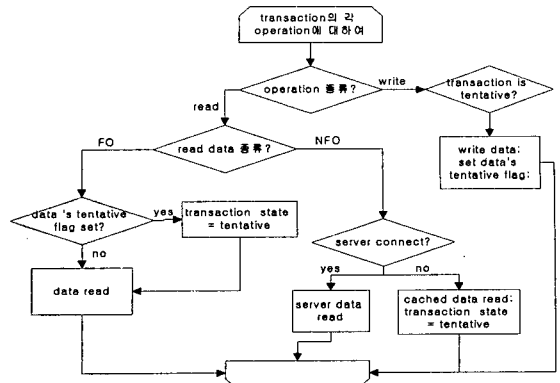 transaction의 각
operation에 대하여
operation 종류?
write
transaction is
tentative?
read
write data;
set data's
tentative flag;
read data 종류?
FO
NFO
data 's tentative
flag set?
yes
transaction state
= tentative
no
server connect?
yes
no
data read
server data
read
cached data read;
transaction state
= tentative